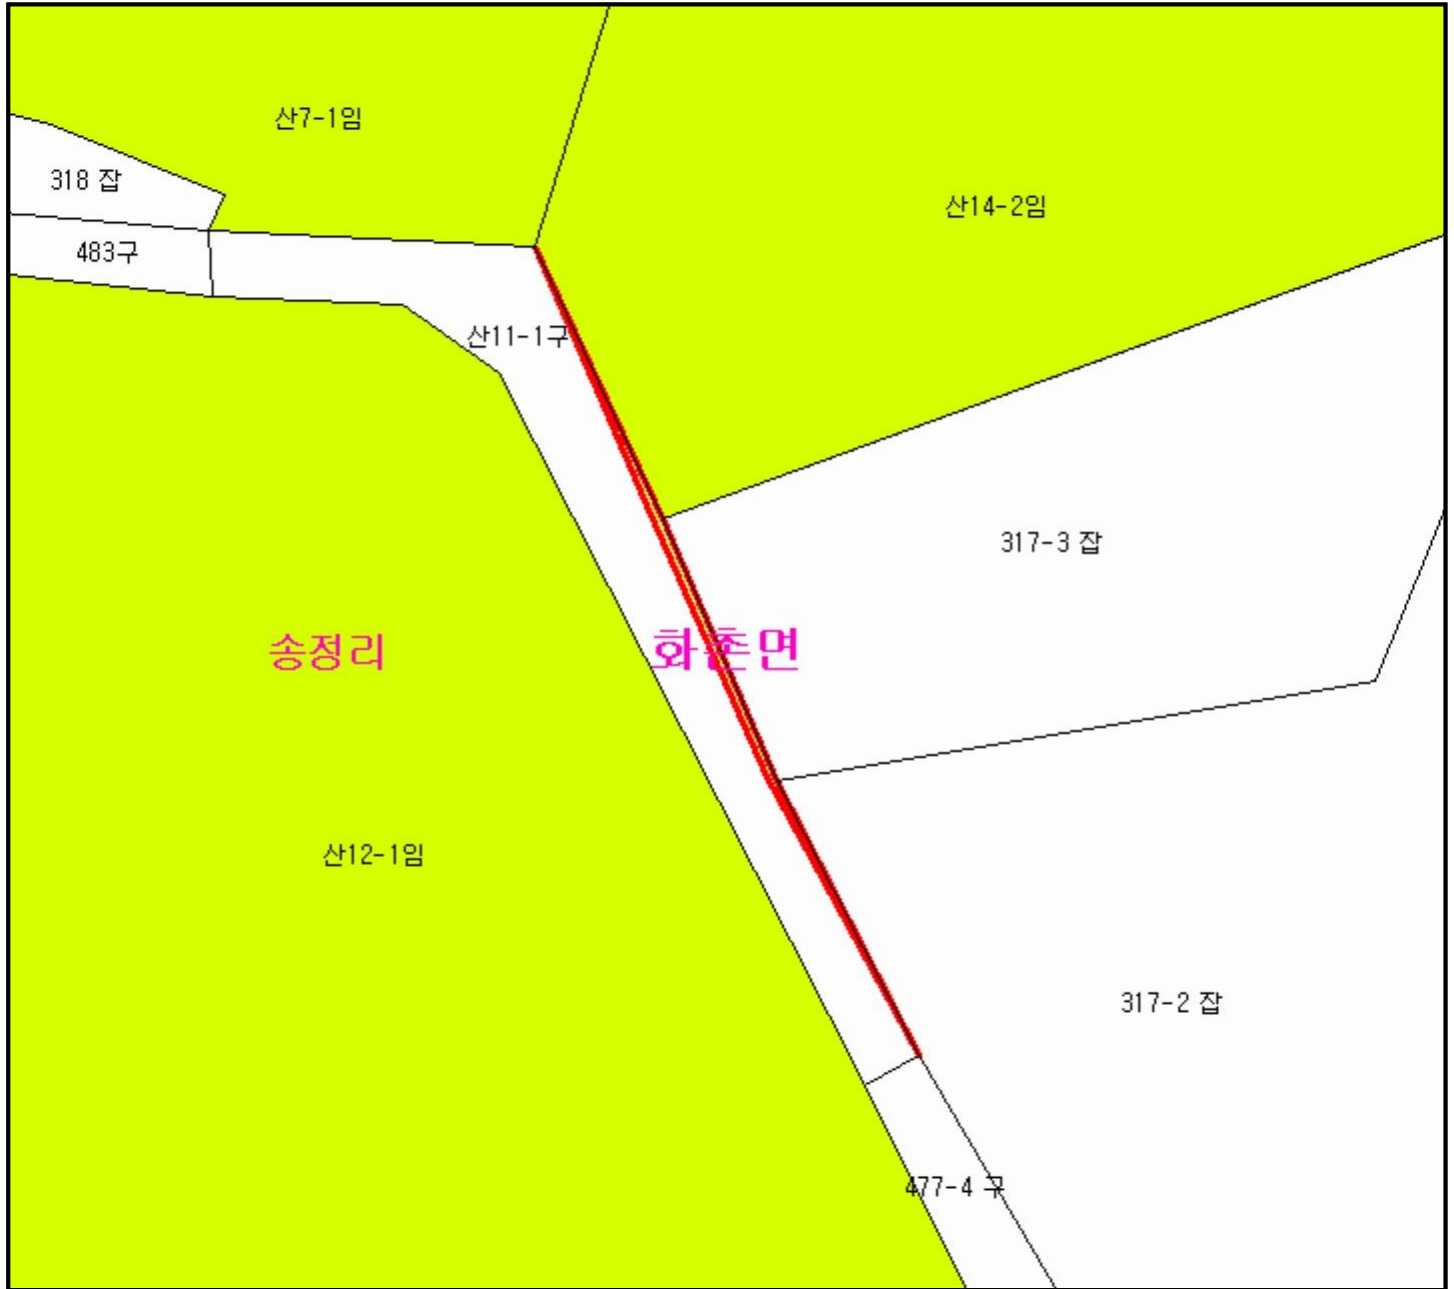 산7-1임
318 잡
산14-2임
483구
산11-1구
317-3 잡
송정리
화촌면
산12-1임
317-2 잡
477-4 구